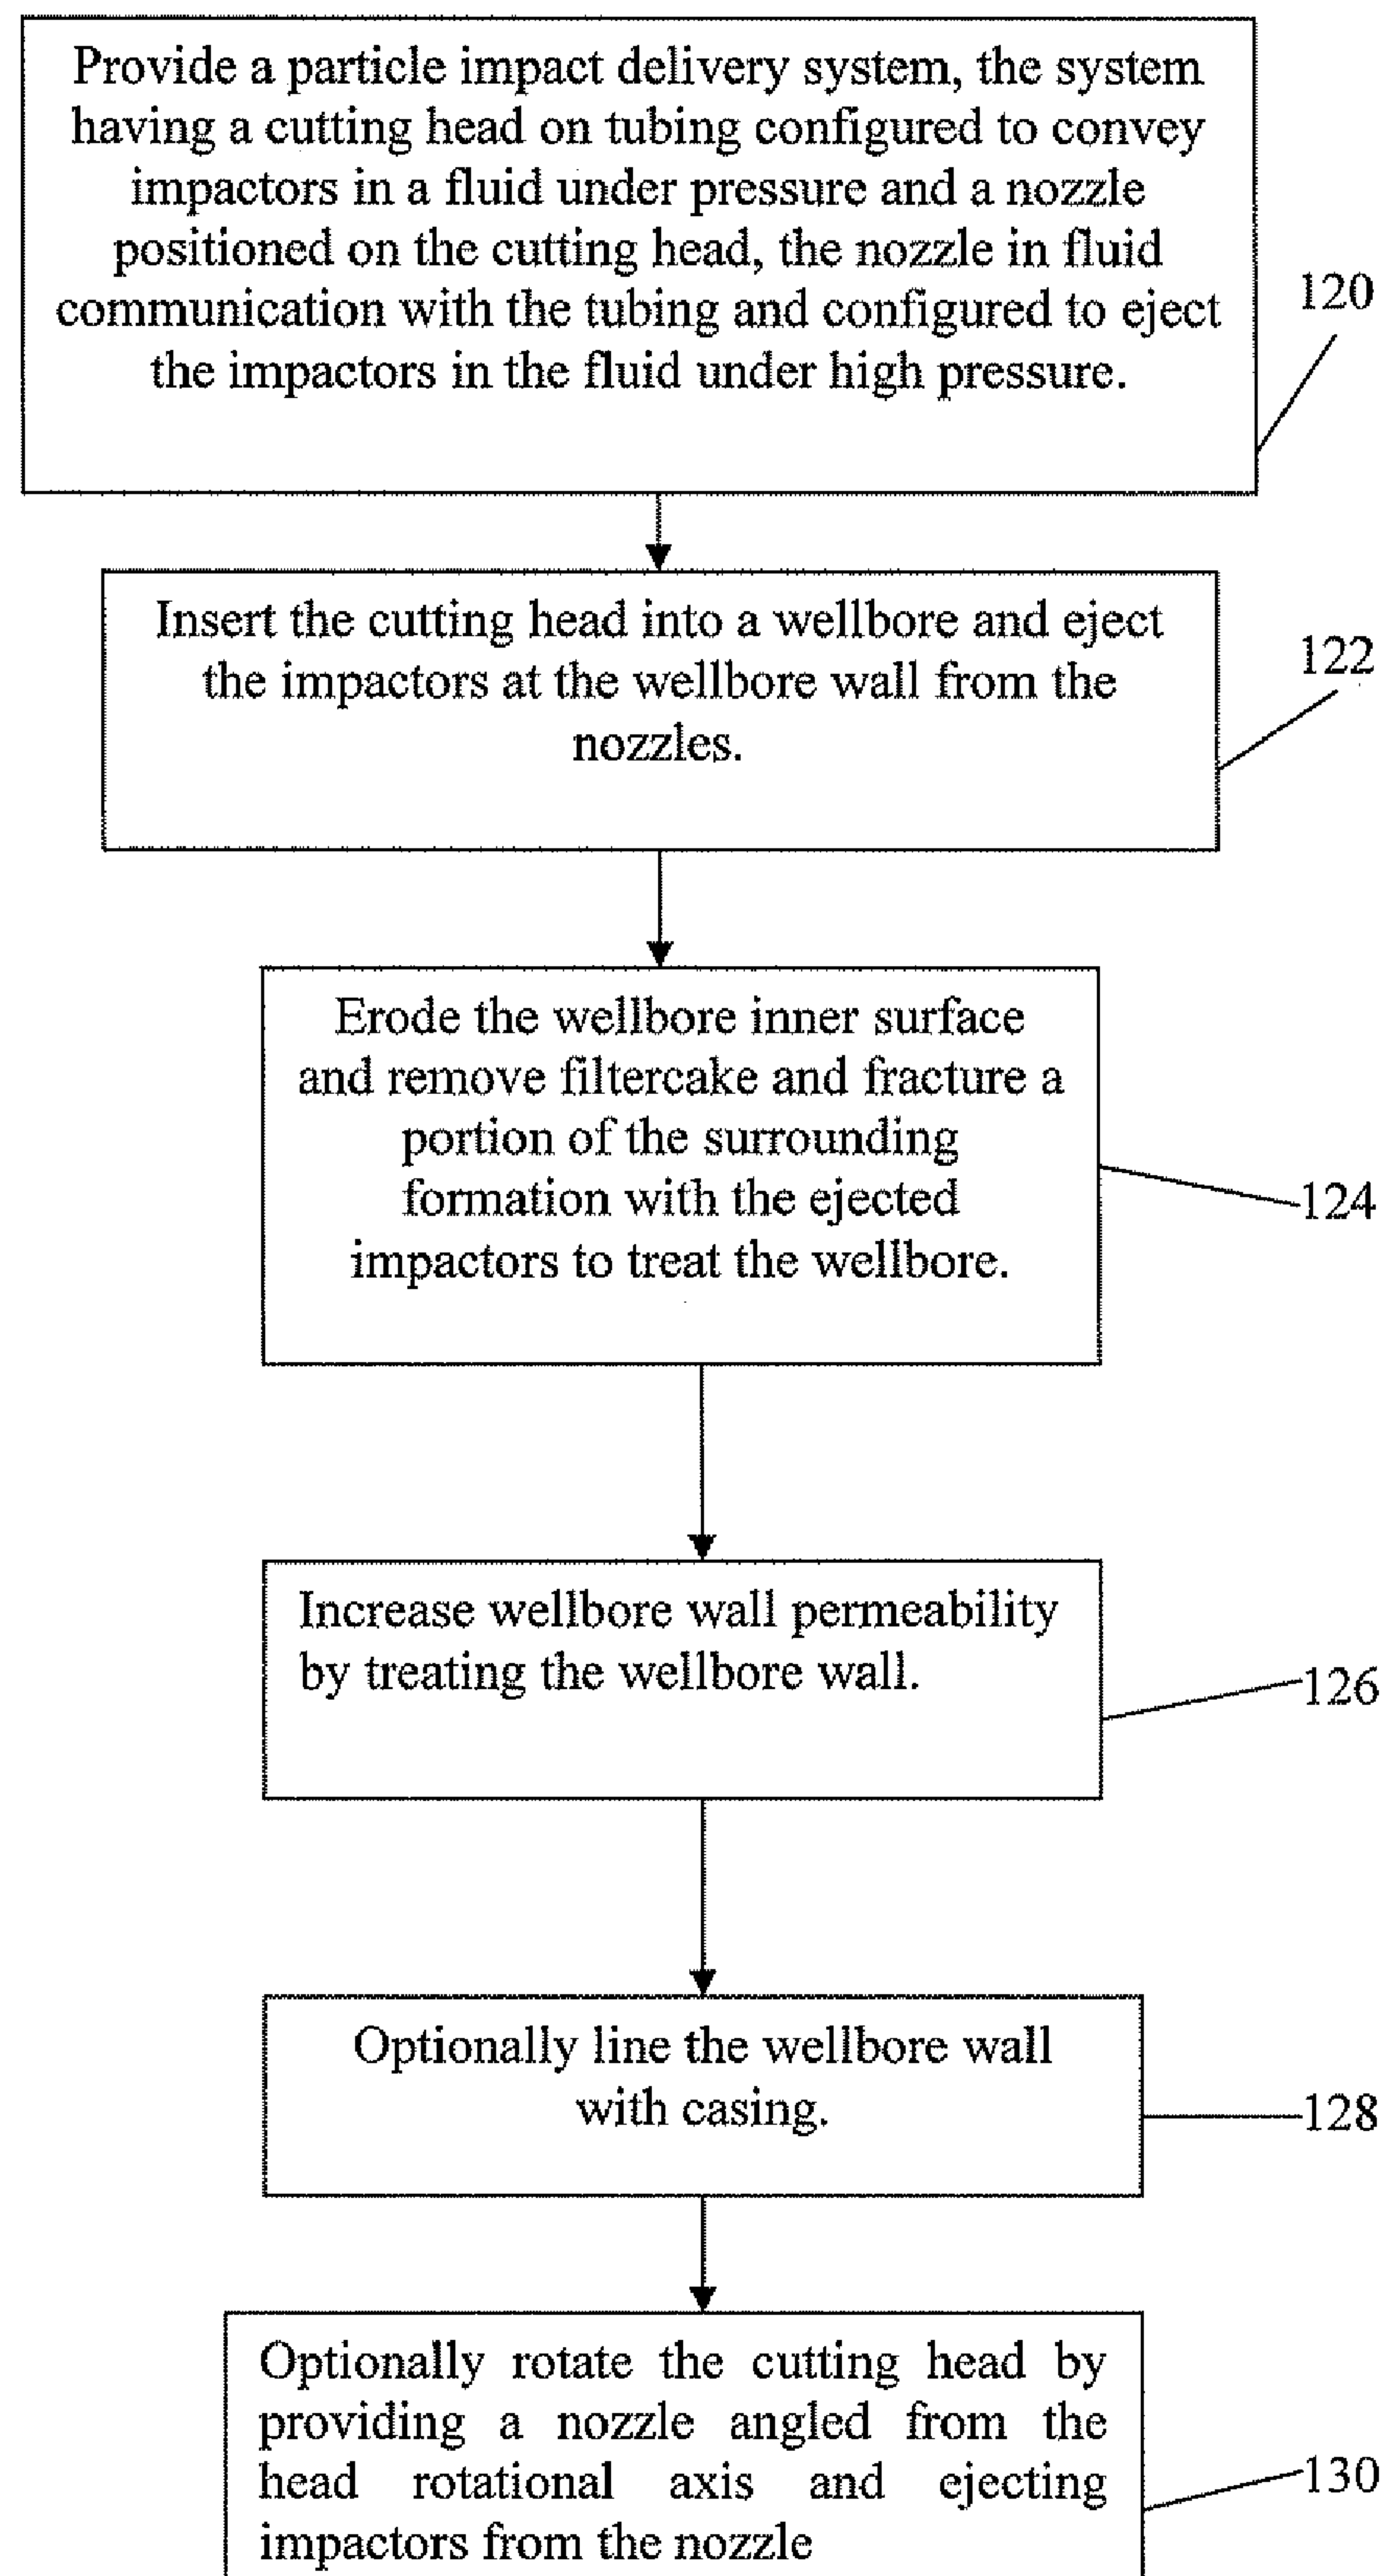 Provide a particle impact delivery system, the system
having a cutting head on tubing configured to convey
impactors in a fluid under pressure and a nozzle
positioned on the cutting head, the nozzle in fluid
communication with the tubing and configured to eject
the impactors in the fluid under high pressure.
120
Insert the cutting head into a wellbore and eject
the impactors at the wellbore wall from the
nozzles.
122
Erode the wellbore inner surface
and remove filtercake and fracture a
portion of the surrounding
formation with the ejected
impactors to treat the wellbore.
124
Increase wellbore wall permeability
by treating the wellbore wall.
126
Optionally line the wellbore wall
with casing.
128
Optionally rotate the cutting head by
providing a nozzle angled from the
head rotational axis and ejecting
impactors from the nozzle
130